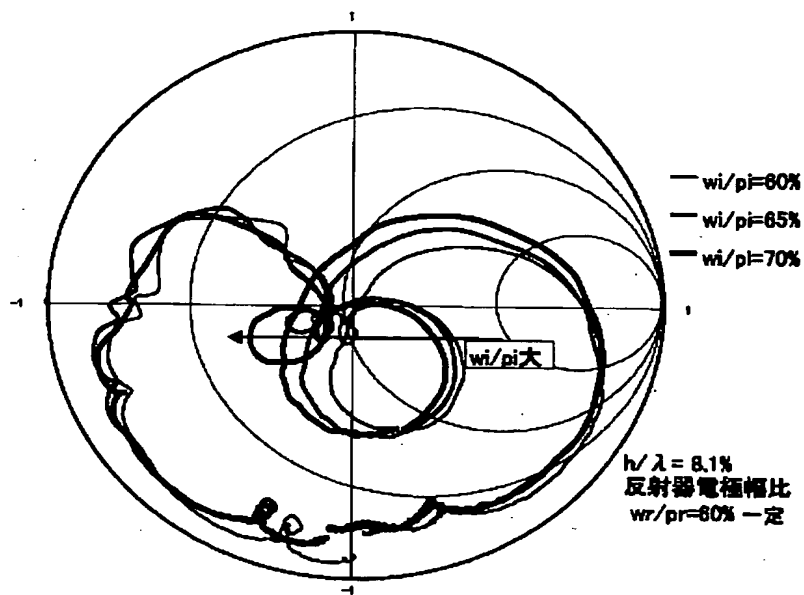 1
wi/pi=60%
wi/pi=65%
wi/pi=70%
-1
1
wi/pi大
h/λ= 8.1%
反射器電極幅比
wr/pr=60% 一定
-1